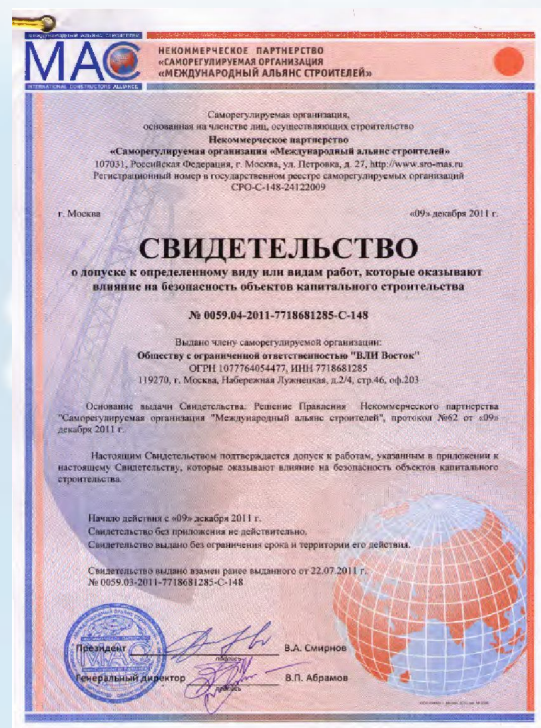 МЕЖДУНАРОДНЫЙ АЛЬЯНС СТРОИТЕЛЕЙ
МАС
INTERNATIONAL CONSTRUCTORS ALLIANCE
НЕКОММЕРЧЕСКОЕ ПАРТНЕРСТВО
«САМОРЕГУЛИРУЕМАЯ ОРГАНИЗАЦИЯ
«МЕЖДУНАРОДНЫЙ АЛЬЯНС СТРОИТЕЛЕЙ»
Саморегулируемая организация,
основанная на членстве лиц, осуществляющих строительство
Некоммерческое партнерство
«Саморегулируемая организация «Международный альянс строителей»
107031, Российская Федерация, г. Москва, ул. Петровка, д. 27, http://www.sro-mas.ru
Регистрационный номер в государственном реестре саморегулируемых организаций
СРО-С-148-24122009
г. Москва «09» декабря 2011 г.
СВИДЕТЕЛЬСТВО
о допуске к определенному виду или видам работ, которые оказывают
влияние на безопасность объектов капитального строительства
№ 0059.04-2011-7718681285-С-148
Выдано члену саморегулируемой организации:
Обществу с ограниченной ответственностью "ВЛИ Восток"
ОГРН 1077764054477, ИНН 7718681285
119270, г. Москва, Набережная Лужнецкая, д.2/4, стр.46, оф.203
Основание выдачи Свидетельства: Решение Правления Некоммерческого партнерства
"Саморегулируемая организация "Международный альянс строителей", протокол №62 от «09»
декабря 2011 г.
Настоящим Свидетельством подтверждается допуск к работам, указанным в приложении к
настоящему Свидетельству, которые оказывают влияние на безопасность объектов капитального
строительства.
Начало действия с «09» декабря 2011 г.
Свидетельство без приложения не действительно.
Свидетельство выдано без ограничения срока и территории его действия.
Свидетельство выдано взамен ранее выданного от 22.07.2011 г.
№ 0059.03-2011-7718681285-С-148
Президент В.А. Смирнов
подпись
Генеральный директор В.П. Абрамов
подпись
МАС